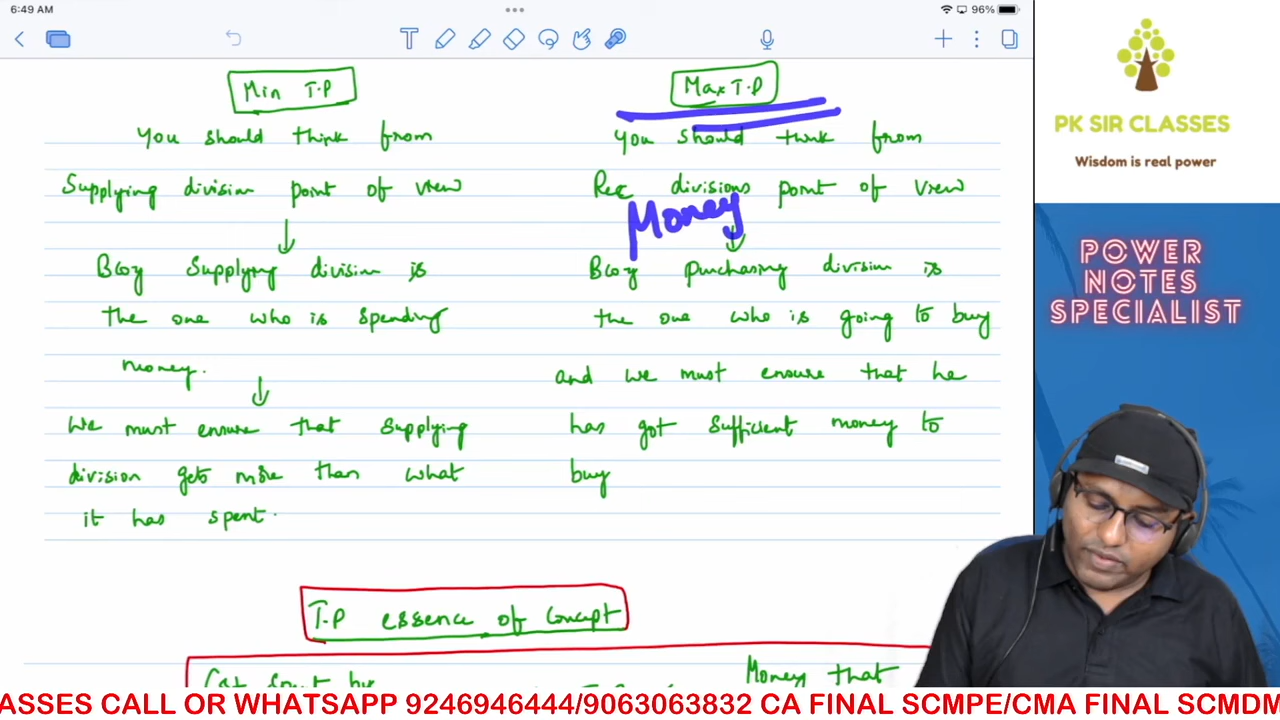 6:49 AM
96%
Min T.P
You should think from
Supplying division point of view
Bcoz Supplying division is
the one who is spending
money.
We must ensure that supplying
division gets more than what
it has spent.
Max T.P
You should think from
Rec divisions point of view
Money
Bcoz purchasing division is
the one who is going to buy
and we must ensure that he
has got sufficient money to
buy
T.P essence of concept
Money that
PK SIR CLASSES
Wisdom is real power
POWER
NOTES
SPECIALIST
LASSES CALL OR WHATSAPP 9246946444/9063063832 CA FINAL SCMPE/CMA FINAL SCMDM